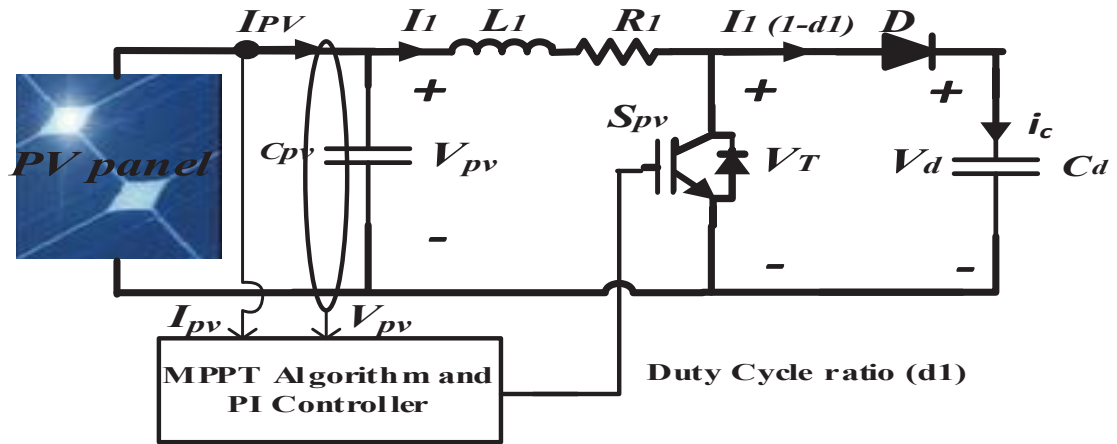 IPV
I1
L1
R1
I1 (1-d1)
D
+
+
+
Spv
ic
PV panel
Cpv
Vpv
VT
Vd
Cd
-
-
-
Ipv
Vpv
MPPT Algorithm and
PI Controller
Duty Cycle ratio (d1)